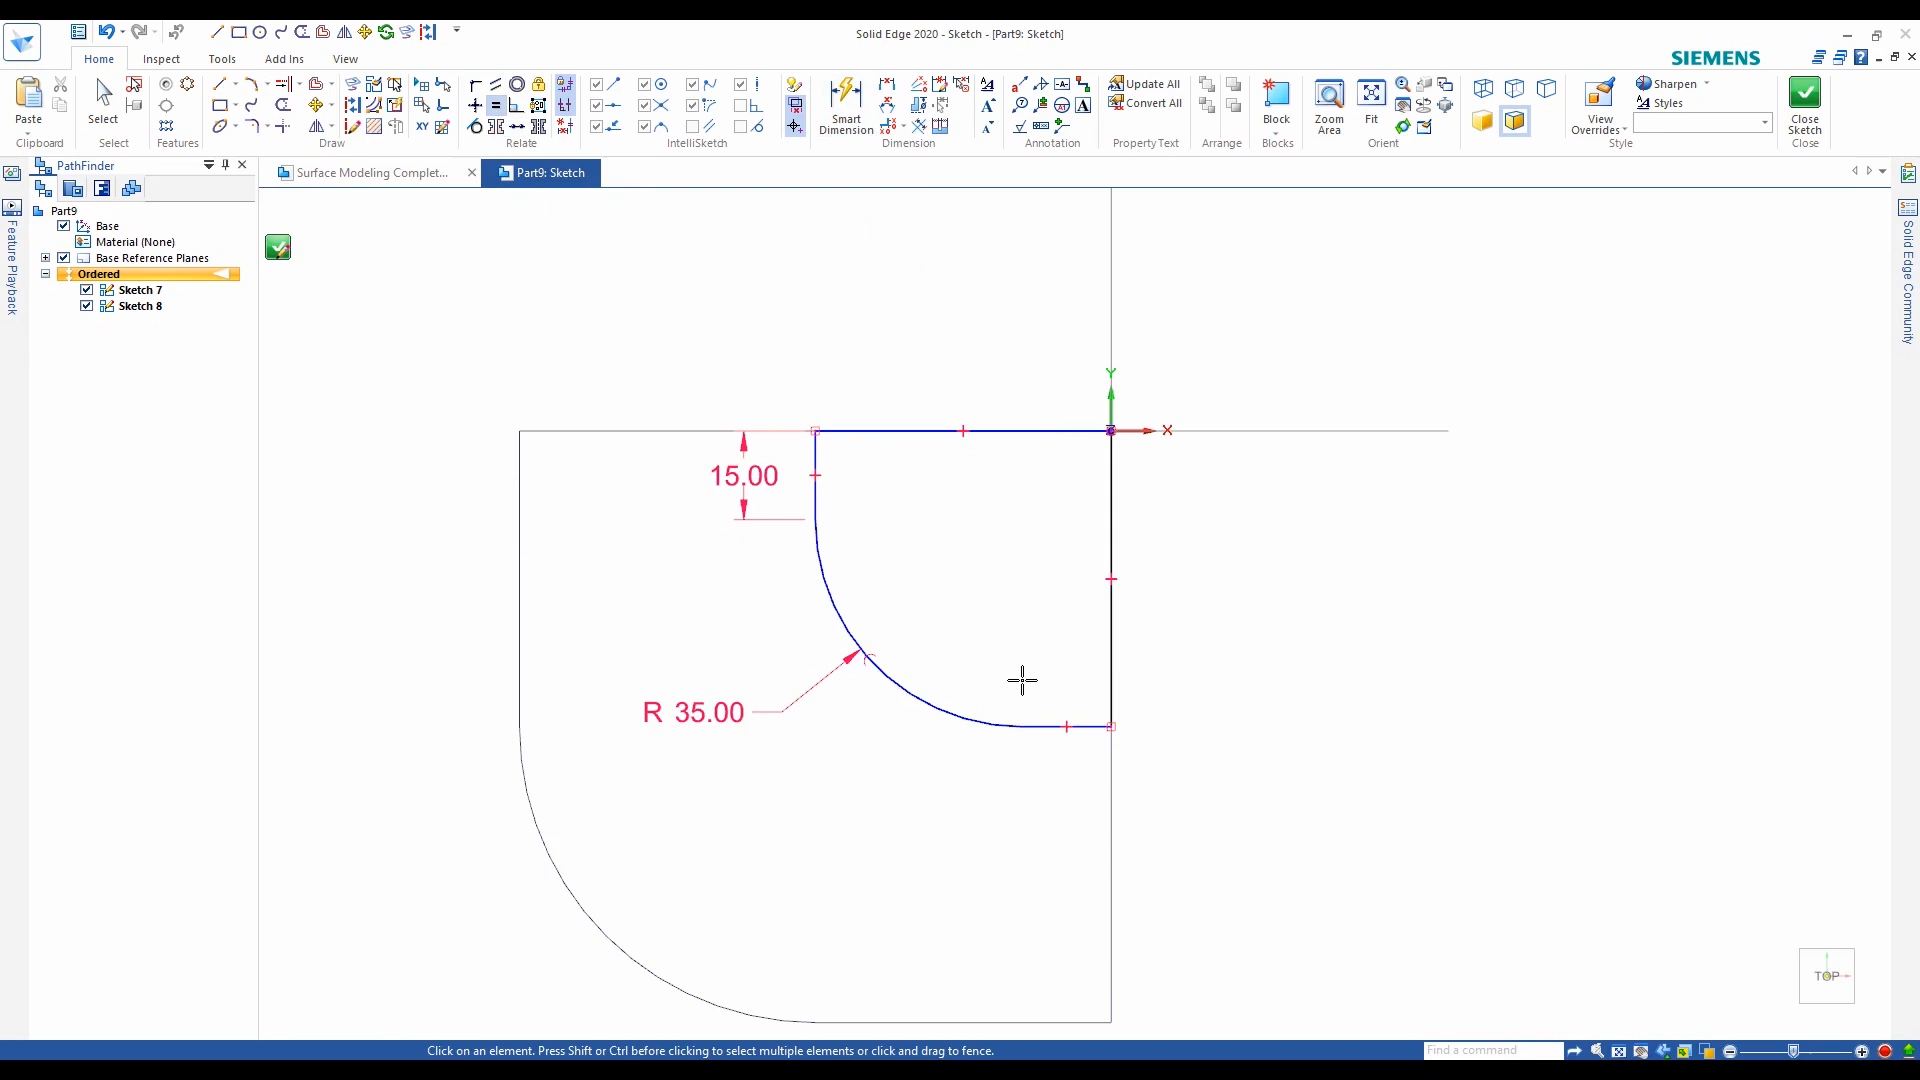 Solid Edge 2020 - Sketch - [Part9: Sketch]
Home Inspect Tools Add Ins View
SIEMENS
Paste
Select
Smart Dimension
A
A
A
A
XY
Update All
Convert All
Block
Zoom Area
Fit
View Overrides
Sharpen
Styles
Close Sketch
Clipboard Select Features Draw Relate IntelliSketch Dimension Annotation Property Text Arrange Blocks Orient Style Close
PathFinder
Surface Modeling Complet...
Part9: Sketch
Part9
Base
Material (None)
Base Reference Planes
Ordered
Sketch 7
Sketch 8
Feature Playback
Solid Edge Community
Y
X
15.00
R 35.00
TOP
Click on an element. Press Shift or Ctrl before clicking to select multiple elements or click and drag to fence.
Find a command